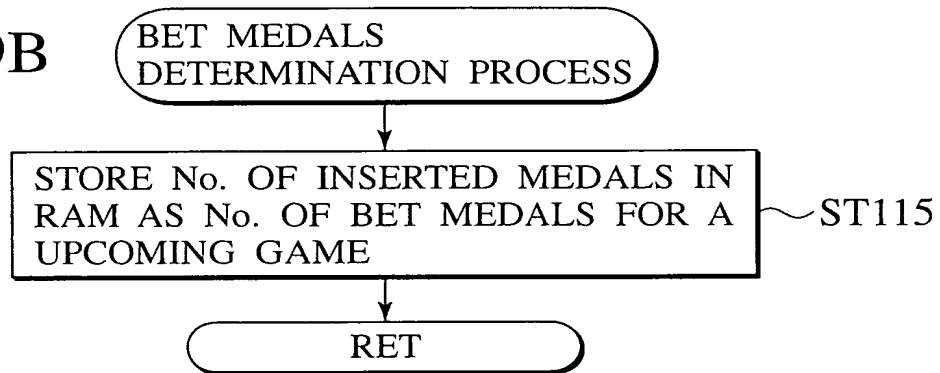 BET MEDALS
DETERMINATION PROCESS
STORE No. OF INSERTED MEDALS IN
RAM AS No. OF BET MEDALS FOR A
UPCOMING GAME
ST115
RET